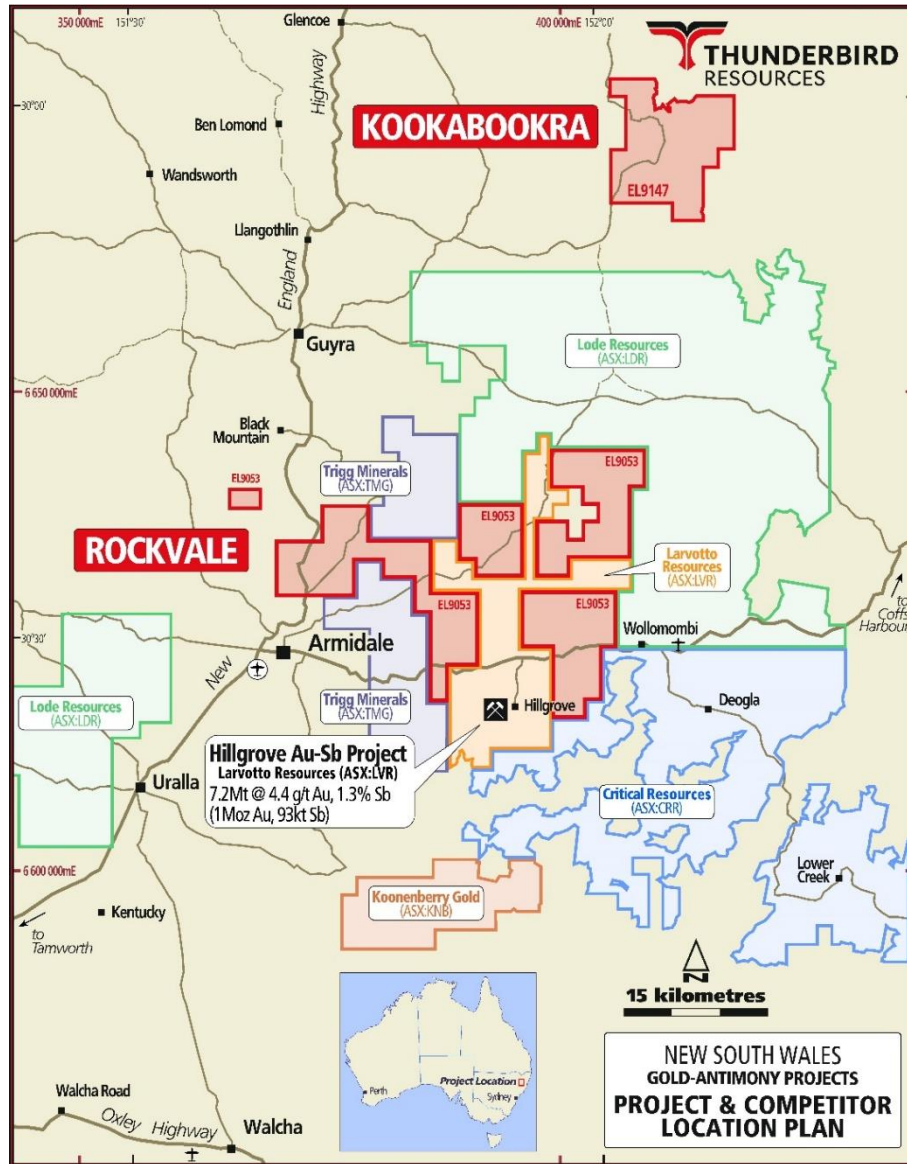 350 000mE
151°30'
400 000mE
152°00'
Glencoe
Highway
THUNDERBIRD
RESOURCES
30°00'
Ben Lomond
KOOKABOOKRA
Wandsworth
EL9147
Llangothlin
England
Guyra
Lode Resources
(ASX:LDR)
6 650 000mE
Black
Mountain
Trigg Minerals
(ASX:TMG)
EL9053
EL9053
EL9053
ROCKVALE
Larvotto
Resources
(ASX:LVR)
EL9053
EL9053
to
Coffs
Harbour
30°30'
Armidale
Wollomombi
New
Lode Resources
(ASX:LDR)
Trigg Minerals
(ASX:TMG)
Hillgrove
Deogla
Hillgrove Au-Sb Project
Larvotto Resources (ASX:LVR)
7.2Mt @ 4.4 g/t Au, 1.3% Sb
(1Moz Au, 93kt Sb)
Uralla
Critical Resources
(ASX:CRR)
6 600 000mE
Koonenberry Gold
(ASX:KNB)
Lower
Creek
Kentucky
to
Tamworth
N
15 kilometres
Project Location
Perth
Sydney
NEW SOUTH WALES
GOLD-ANTIMONY PROJECTS
PROJECT & COMPETITOR
LOCATION PLAN
Walcha Road
Oxley Highway
Walcha